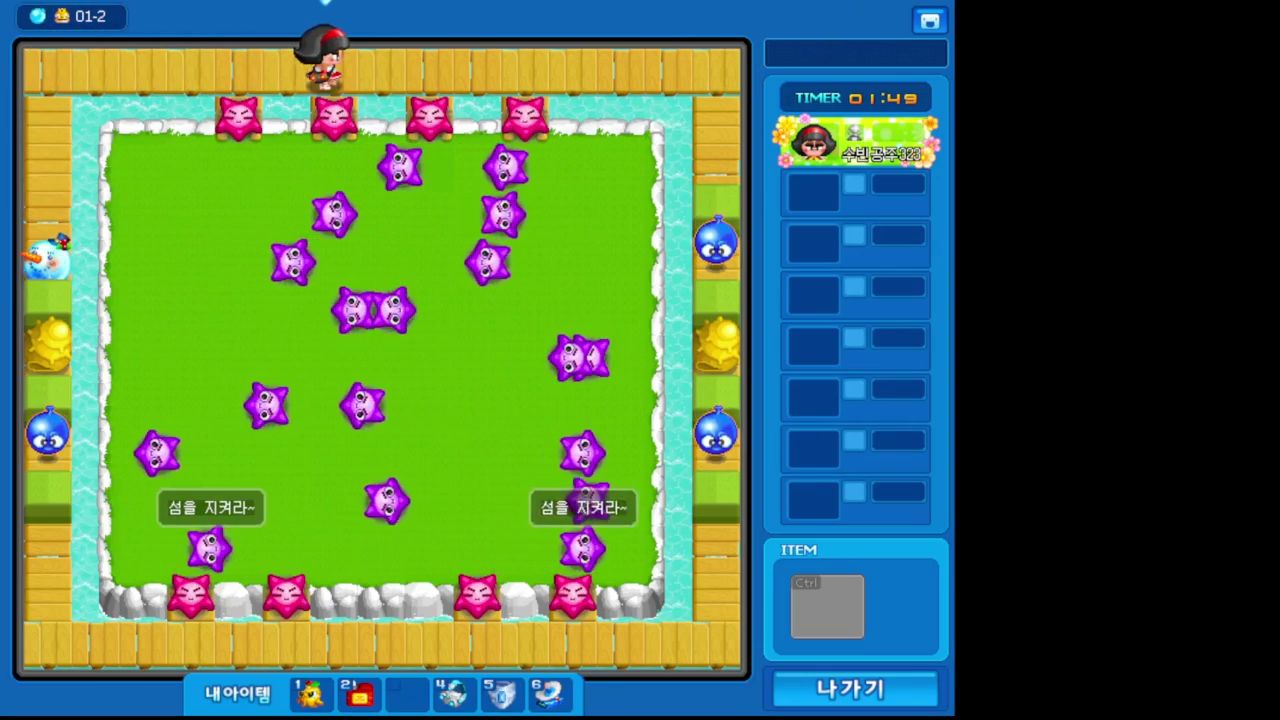 01-2
TIMER 01:49
수빈공주323
섬을 지켜라~
섬을 지켜라~
ITEM
Ctrl
내 아이템
1
2
4
5
6
나가기